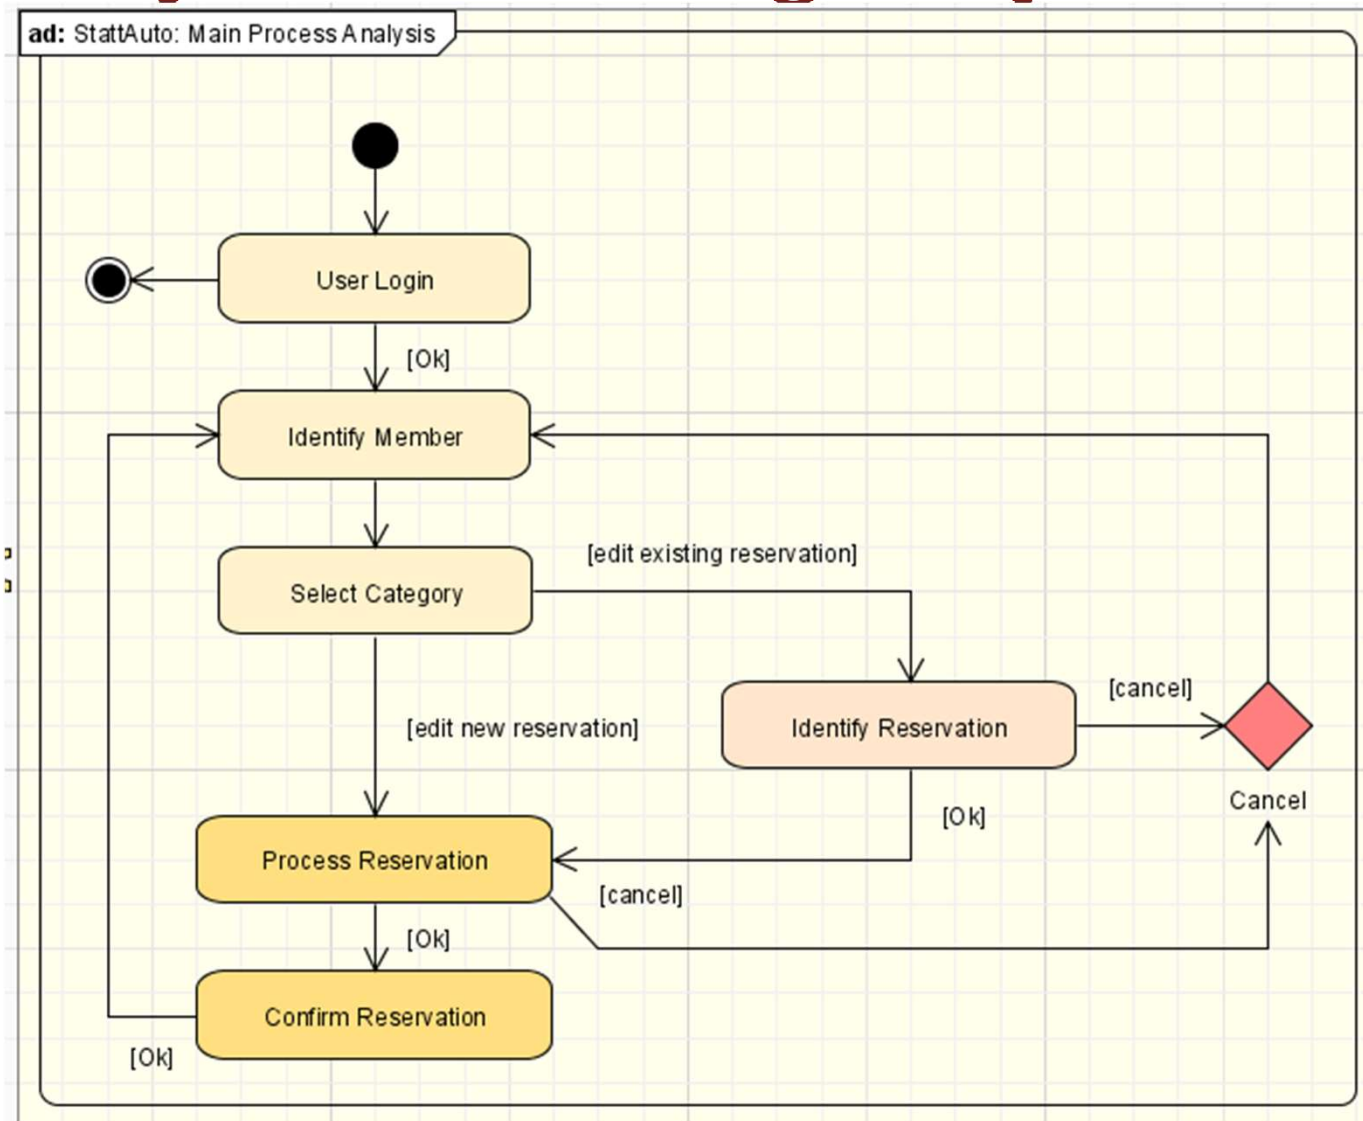 ad: StattAuto: Main Process Analysis
User Login
[Ok]
Identify Member
[edit existing reservation]
Select Category
[cancel]
[edit new reservation]
Identify Reservation
Cancel
[Ok]
Process Reservation
[cancel]
[Ok]
Confirm Reservation
[Ok]